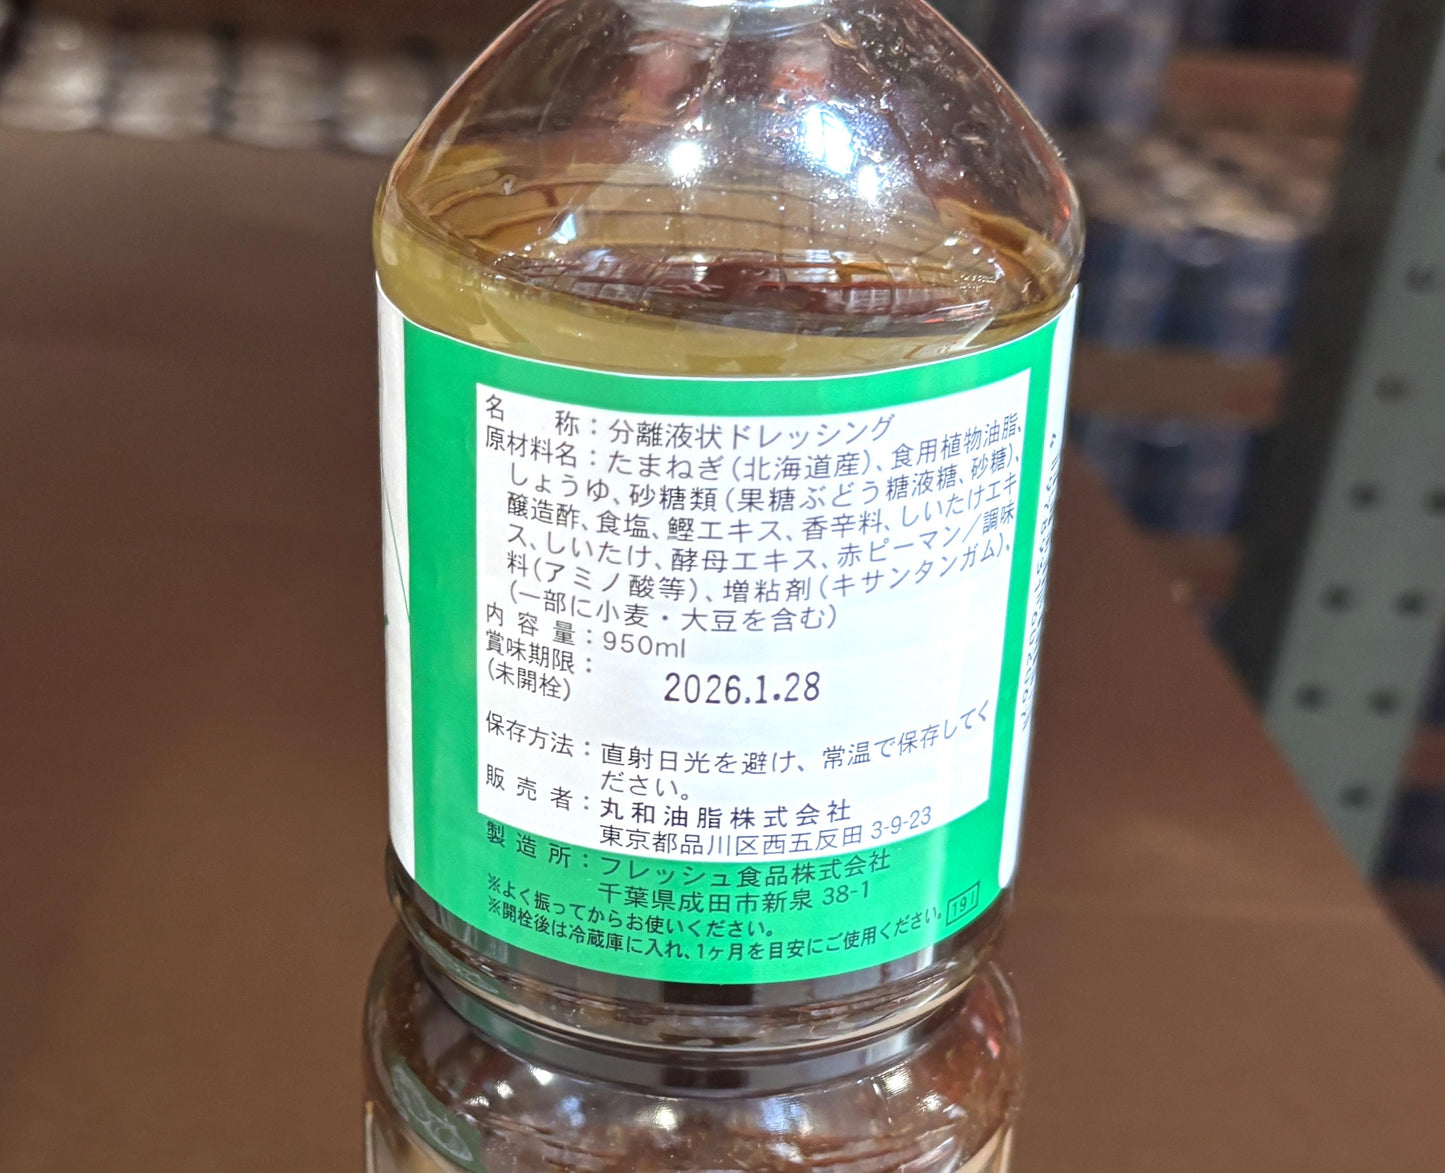 名称：分離液状ドレッシング
原材料名：たまねぎ（北海道産）、食用植物油脂、
しょうゆ、砂糖類（果糖ぶどう糖液糖、砂糖）、
醸造酢、食塩、鰹エキス、香辛料、しいたけエキ
ス、しいたけ、酵母エキス、赤ピーマン／調味
料（アミノ酸等）、増粘剤（キサンタンガム）、
（一部に小麦・大豆を含む）
内容量：950ml
賞味期限：
（未開栓）
2026.1.28
保存方法：直射日光を避け、常温で保存してく
ださい。
販売者：丸和油脂株式会社
東京都品川区西五反田 3-9-23
製造所：フレッシュ食品株式会社
千葉県成田市新泉 38-1
※よく振ってからお使いください。
※開栓後は冷蔵庫に入れ、1ヶ月を目安にご使用ください。
191